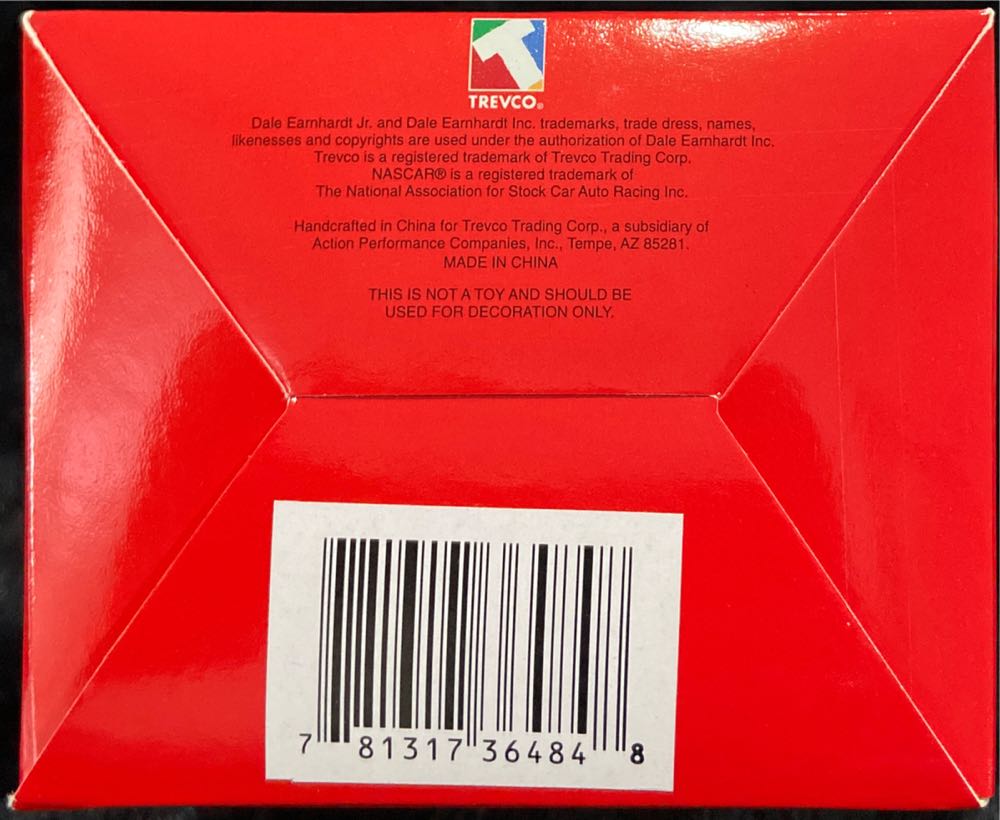 TREVCO®
Dale Earnhardt Jr. and Dale Earnhardt Inc. trademarks, trade dress, names,
likenesses and copyrights are used under the authorization of Dale Earnhardt Inc.
Trevco is a registered trademark of Trevco Trading Corp.
NASCAR® is a registered trademark of
The National Association for Stock Car Auto Racing Inc.
Handcrafted in China for Trevco Trading Corp., a subsidiary of
Action Performance Companies, Inc., Tempe, AZ 85281.
MADE IN CHINA
THIS IS NOT A TOY AND SHOULD BE
USED FOR DECORATION ONLY.
7 81317 36484 8